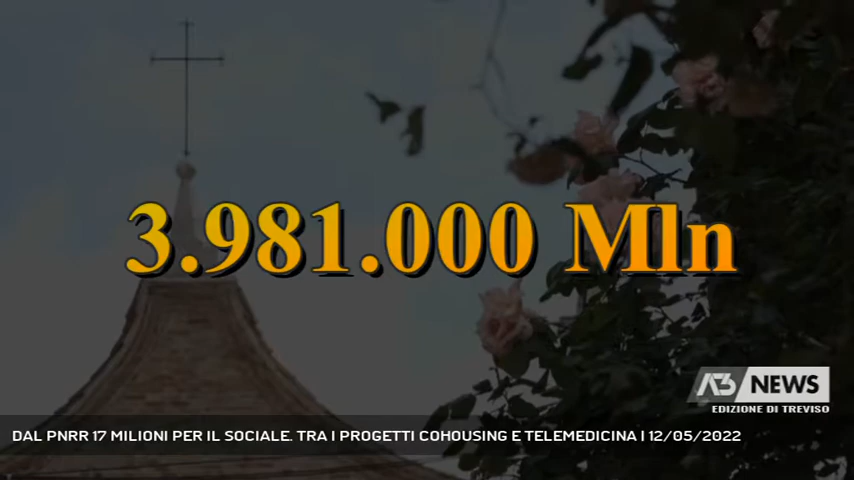 3.981.000 Mln
A3 NEWS
EDIZIONE DI TREVISO
DAL PNRR 17 MILIONI PER IL SOCIALE. TRA I PROGETTI COHOUSING E TELEMEDICINA | 12/05/2022